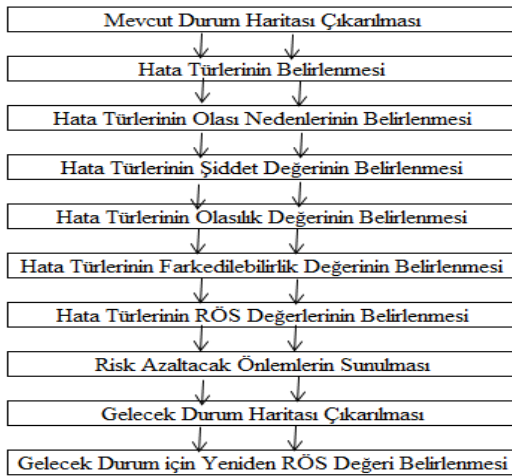 Mevcut Durum Haritası Çıkarılması
Hata Türlerinin Belirlenmesi
Hata Türlerinin Olası Nedenlerinin Belirlenmesi
Hata Türlerinin Şiddet Değerinin Belirlenmesi
Hata Türlerinin Olasılık Değerinin Belirlenmesi
Hata Türlerinin Farkedilebilirlik Değerinin Belirlenmesi
Hata Türlerinin RÖS Değerlerinin Belirlenmesi
Risk Azaltacak Önlemlerin Sunulması
Gelecek Durum Haritası Çıkarılması
Gelecek Durum için Yeniden RÖS Değeri Belirlenmesi